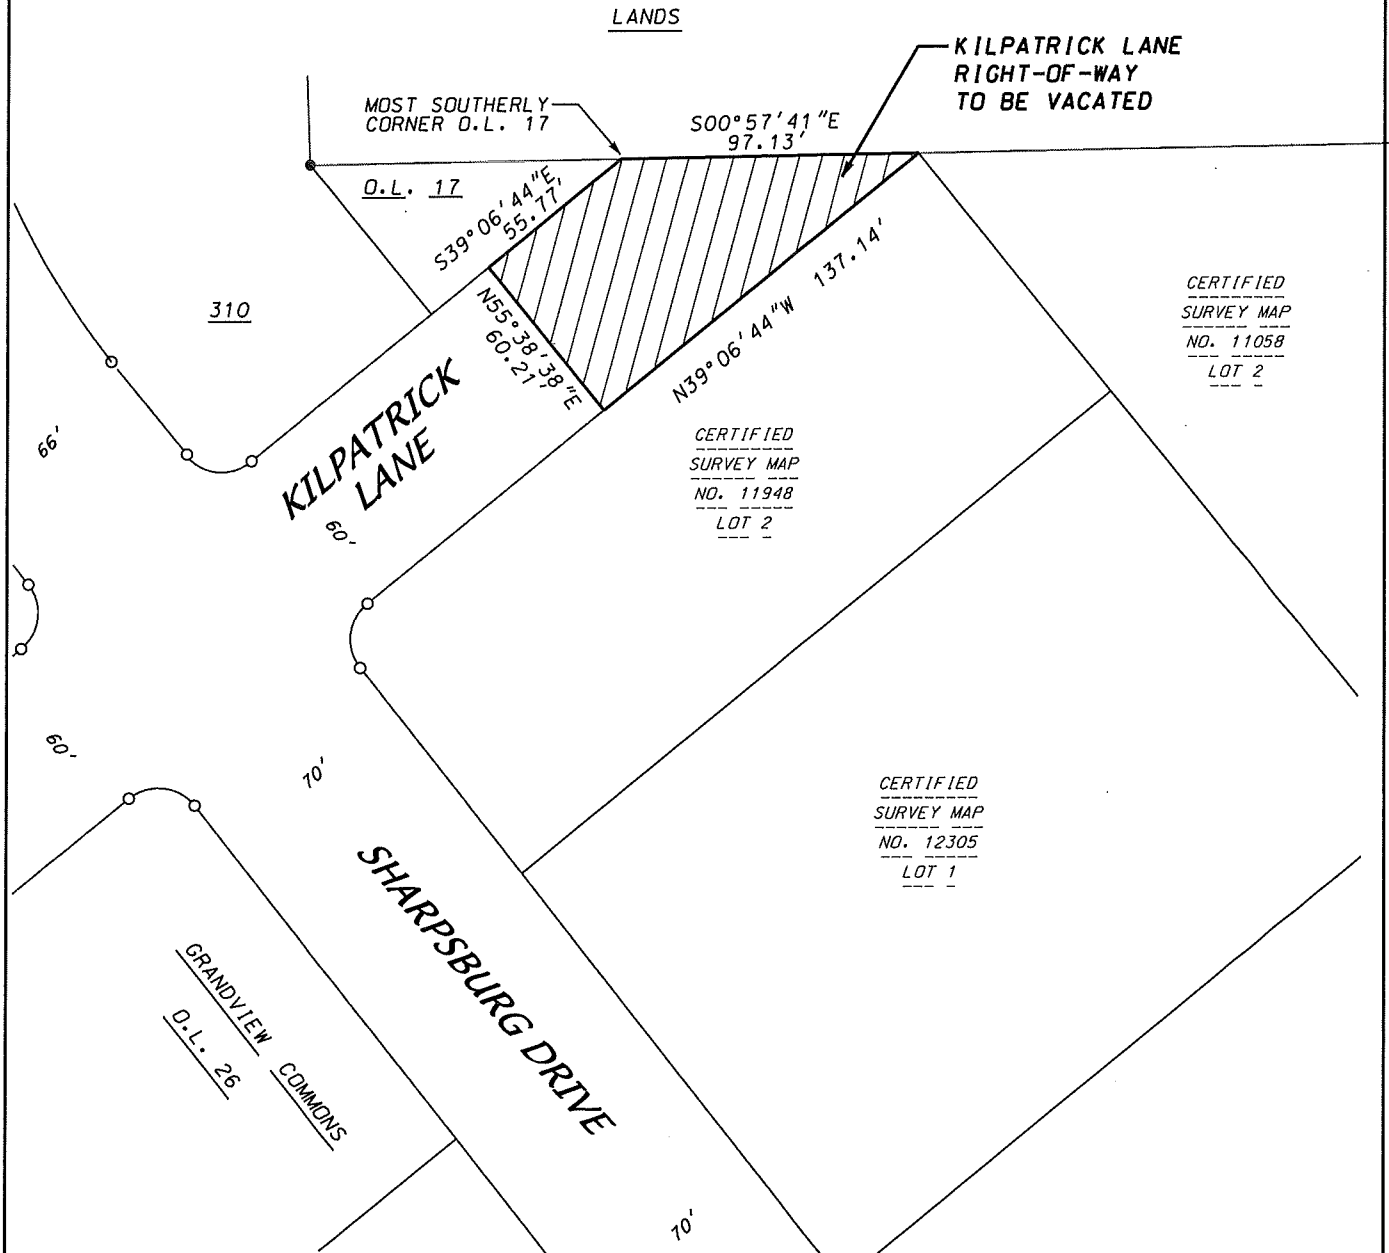 LANDS
KILPATRICK LANE
RIGHT-OF-WAY
TO BE VACATED
MOST SOUTHERLY
CORNER O.L. 17
S00°57'41"E
97.13'
O.L. 17
S39°06'44"E
55.77'
N55°38'38"E
60.21'
N39°06'44"W 137.14'
310
CERTIFIED
SURVEY MAP
NO. 11058
LOT 2
KILPATRICK
LANE
66'
60'
CERTIFIED
SURVEY MAP
NO. 11948
LOT 2
60'
70'
CERTIFIED
SURVEY MAP
NO. 12305
LOT 1
SHARPSBURG DRIVE
GRANDVIEW COMMONS
O.L. 26
70'